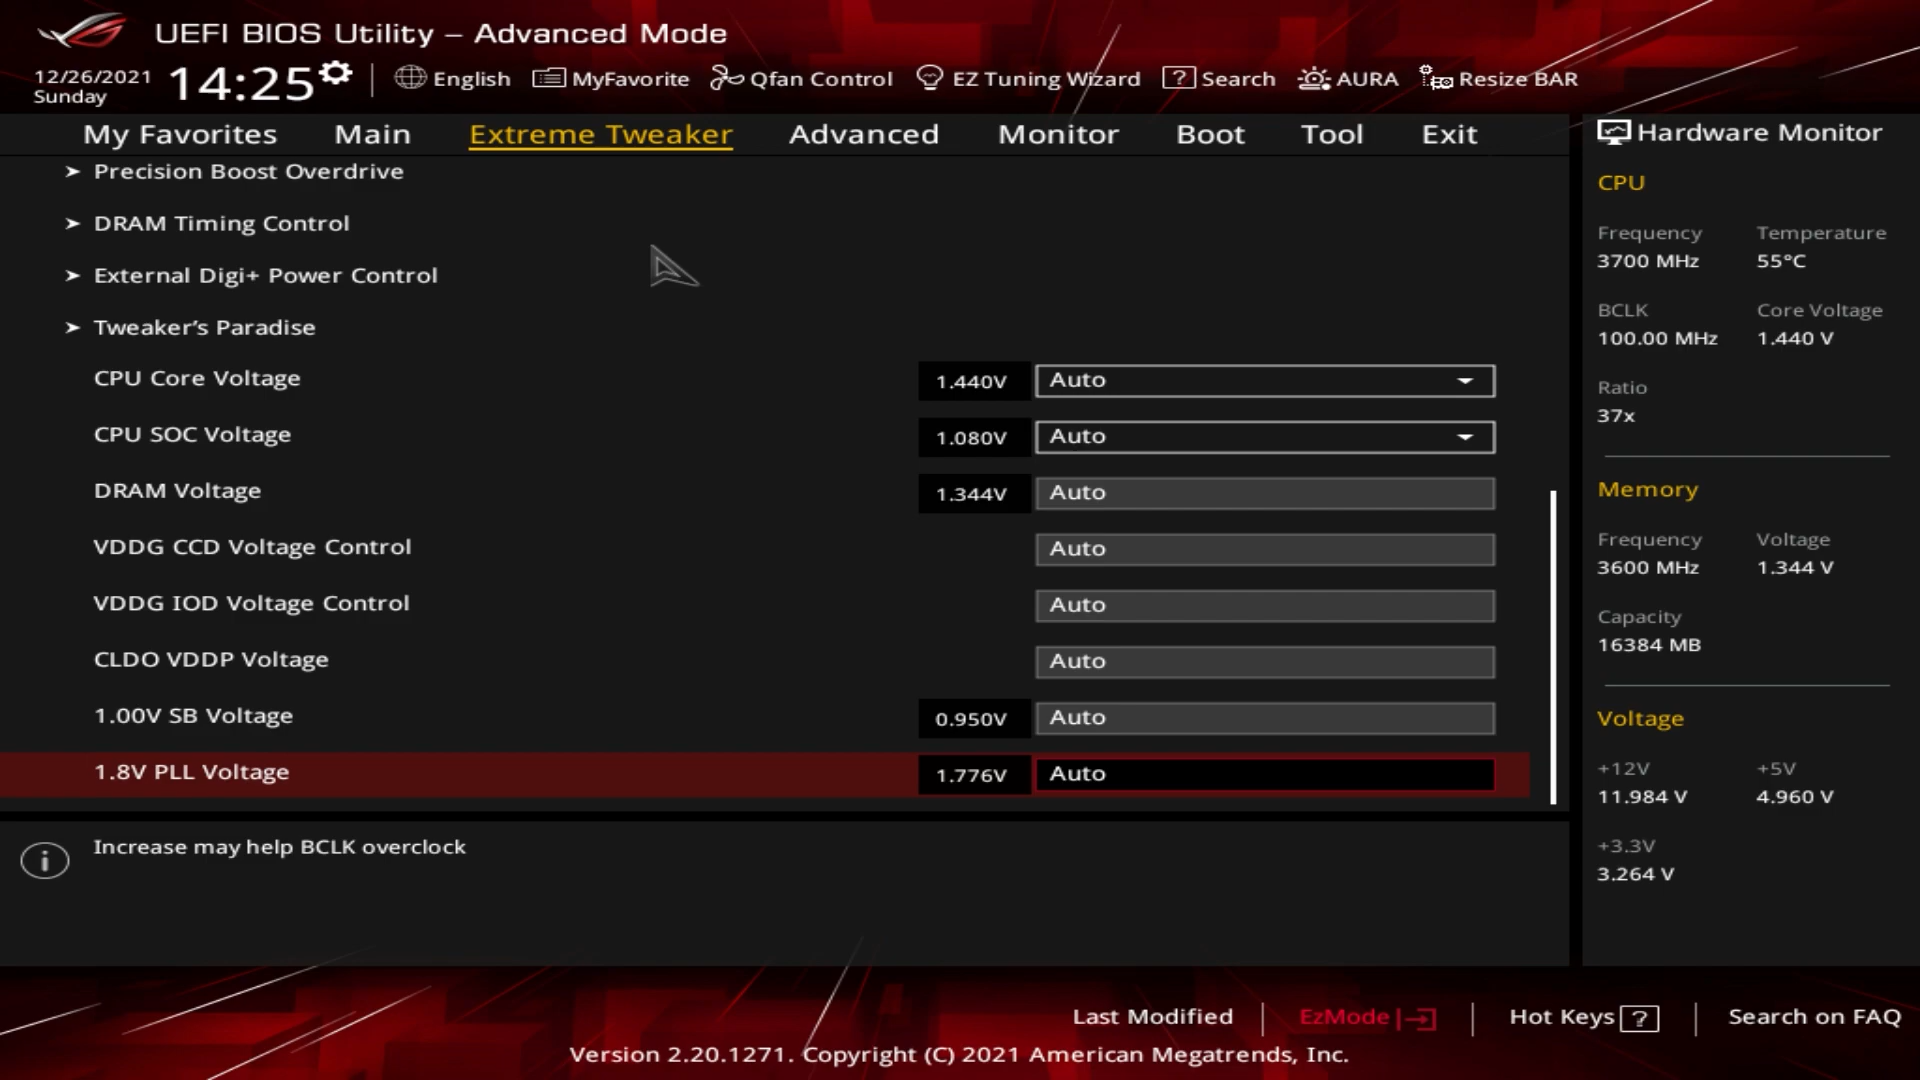 UEFI BIOS Utility – Advanced Mode
12/26/2021
Sunday
14:25
English
MyFavorite
Qfan Control
EZ Tuning Wizard
? Search
AURA
Resize BAR
My Favorites
Main
Extreme Tweaker
Advanced
Monitor
Boot
Tool
Exit
Precision Boost Overdrive
DRAM Timing Control
External Digi+ Power Control
Tweaker's Paradise
CPU Core Voltage 1.440V Auto
CPU SOC Voltage 1.080V Auto
DRAM Voltage 1.344V Auto
VDDG CCD Voltage Control Auto
VDDG IOD Voltage Control Auto
CLDO VDDP Voltage Auto
1.00V SB Voltage 0.950V Auto
1.8V PLL Voltage 1.776V Auto
i Increase may help BCLK overclock
Hardware Monitor
CPU
Frequency Temperature
3700 MHz 55°C
BCLK Core Voltage
100.00 MHz 1.440 V
Ratio
37x
Memory
Frequency Voltage
3600 MHz 1.344 V
Capacity
16384 MB
Voltage
+12V +5V
11.984 V 4.960 V
+3.3V
3.264 V
Last Modified
EzMode
Hot Keys ?
Search on FAQ
Version 2.20.1271. Copyright (C) 2021 American Megatrends, Inc.